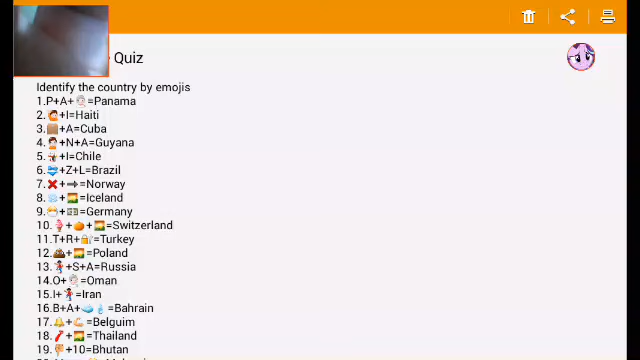 Quiz
Identify the country by emojis
1.P+A+👵=Panama
2.🙋+I=Haiti
3.🟫+A=Cuba
4.🙎+N+A=Guyana
5.+I=Chile
6.+Z+L=Brazil
7.❌+➡=Norway
8.+=Iceland
9.😷+💵=Germany
10.+🎃+=Switzerland
11.T+R+🔐=Turkey
12.💩+=Poland
13.🏃+S+A=Russia
14.O+👵=Oman
15.I+🏃=Iran
16.B+A++💧=Bahrain
17.🔔+💪=Belguim
18.+=Thailand
19.+10=Bhutan